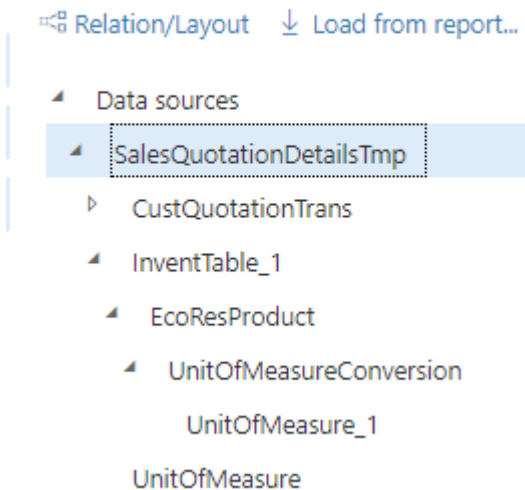 Relation/Layout Load from report...
Data sources
SalesQuotationDetailsTmp
CustQuotationTrans
InventTable_1
EcoResProduct
UnitOfMeasureConversion
UnitOfMeasure_1
UnitOfMeasure